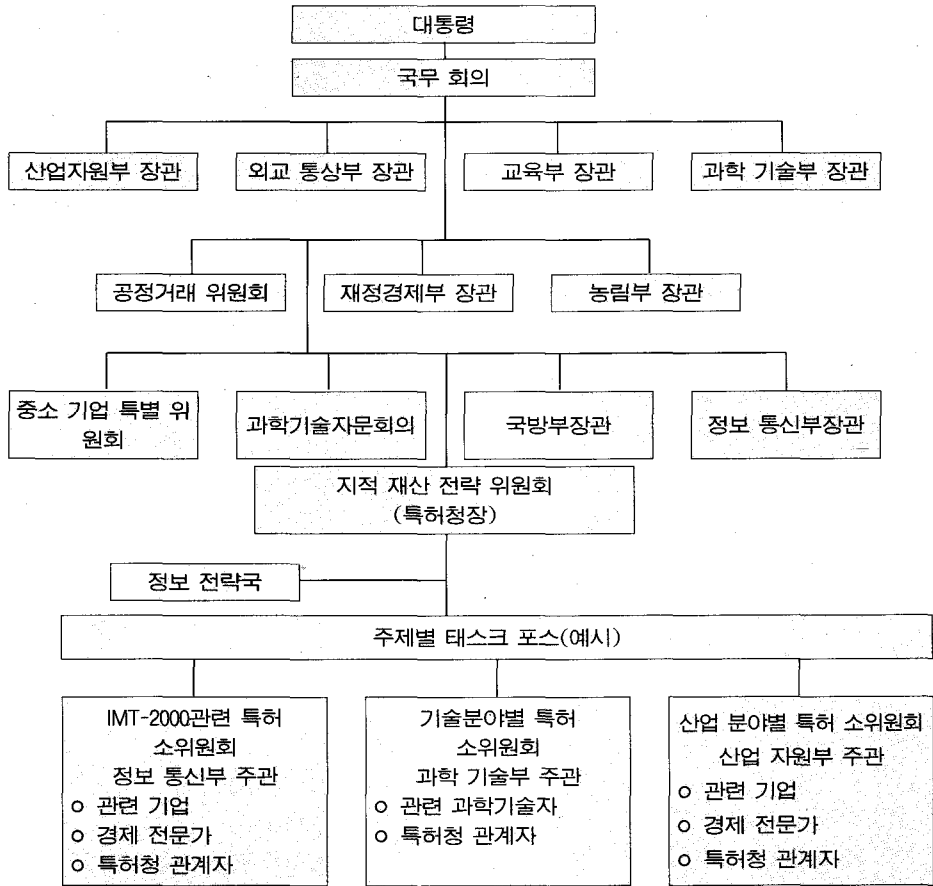 대통령
국무 회의
산업자원부 장관
외교 통상부 장관
교육부 장관
과학 기술부 장관
공정거래 위원회
재정경제부 장관
농림부 장관
중소 기업 특별 위
원회
과학기술자문회의
국방부장관
정보 통신부장관
지적 재산 전략 위원회
(특허청장)
정보 전략국
주제별 태스크 포스(예시)
IMT-2000관련 특허
소위원회
정보 통신부 주관
o 관련 기업
o 경제 전문가
o 특허청 관계자
기술분야별 특허
소위원회
과학 기술부 주관
o 관련 과학기술자
o 특허청 관계자
산업 분야별 특허 소위원회
산업 자원부 주관
o 관련 기업
o 경제 전문가
o 특허청 관계자